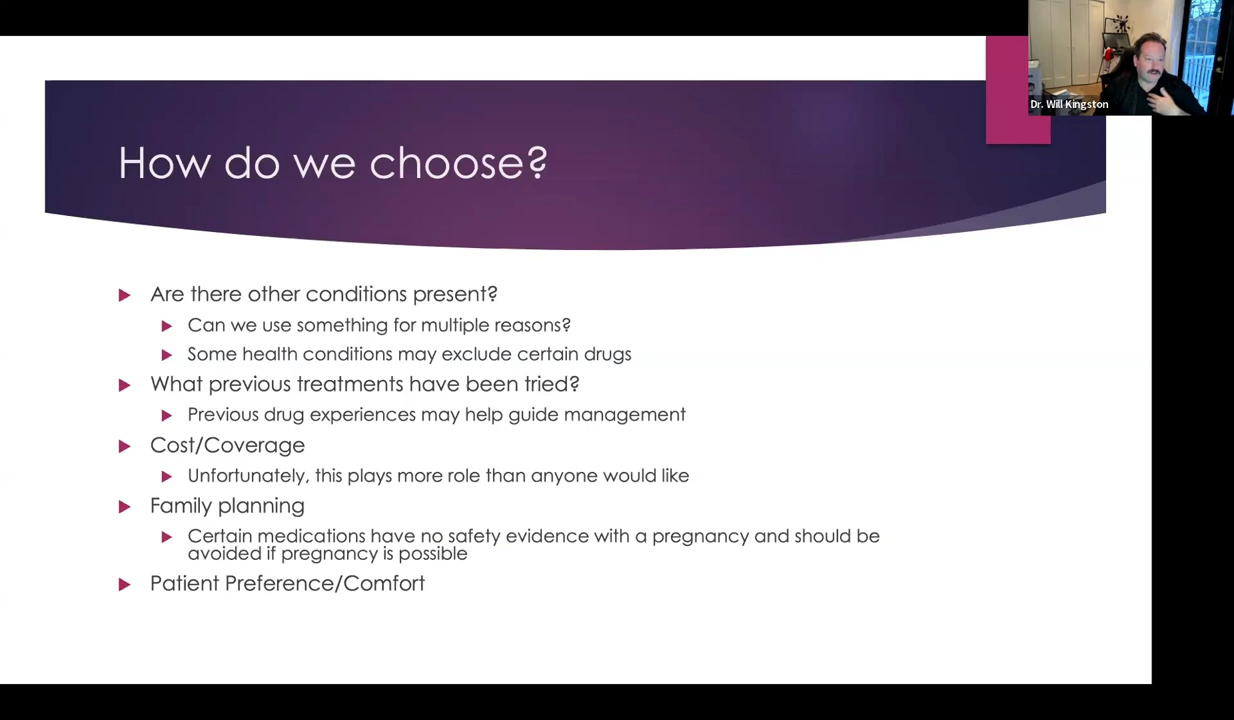 Dr. Will Kingston
How do we choose?
Are there other conditions present?
Can we use something for multiple reasons?
Some health conditions may exclude certain drugs
What previous treatments have been tried?
Previous drug experiences may help guide management
Cost/Coverage
Unfortunately, this plays more role than anyone would like
Family planning
Certain medications have no safety evidence with a pregnancy and should be
avoided if pregnancy is possible
Patient Preference/Comfort